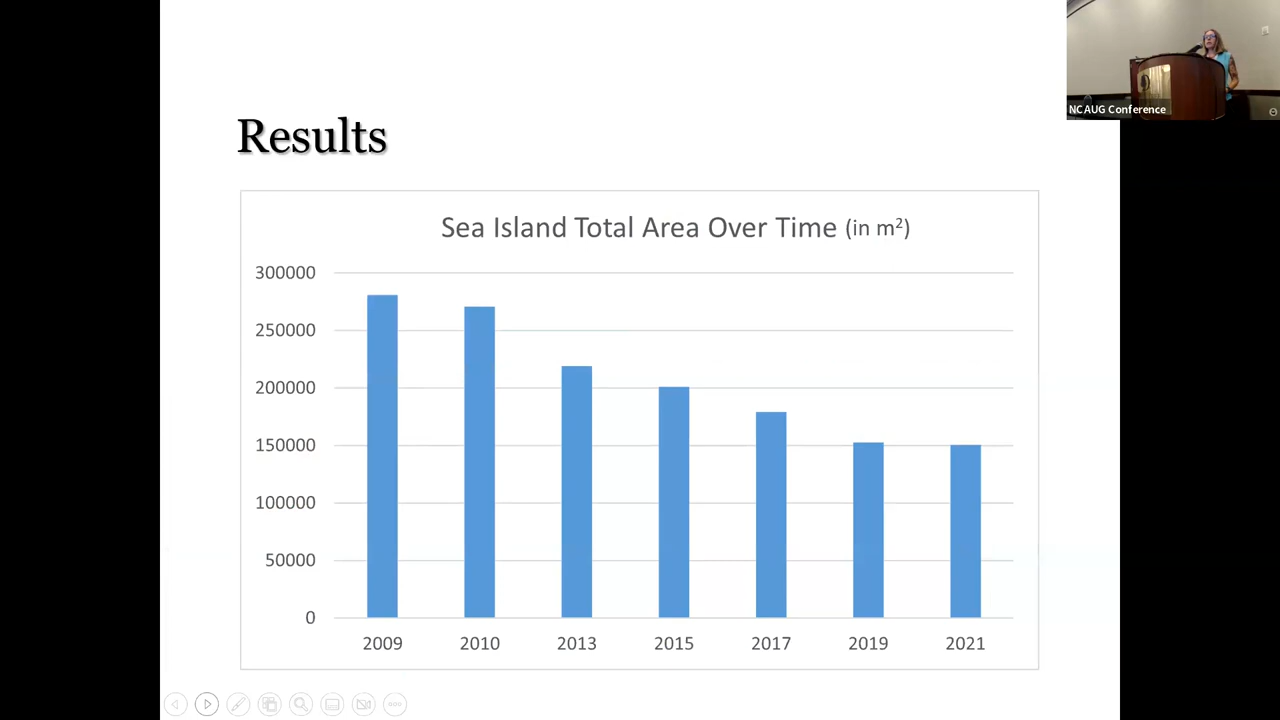 NCAUG Conference
Results
Sea Island Total Area Over Time (in m²)
300000
250000
200000
150000
100000
50000
0
2009 2010 2013 2015 2017 2019 2021